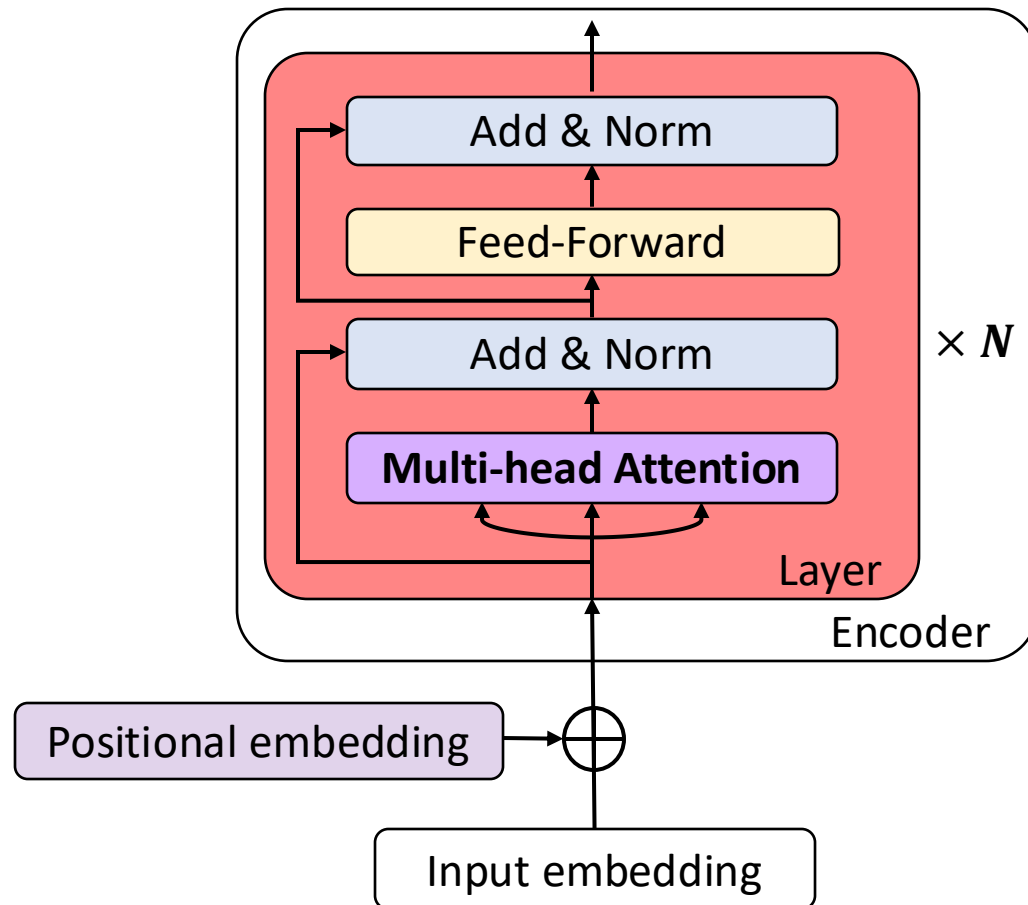 Add & Norm
Feed-Forward
Add & Norm
× N
Multi-head Attention
Layer
Encoder
Positional embedding
Input embedding